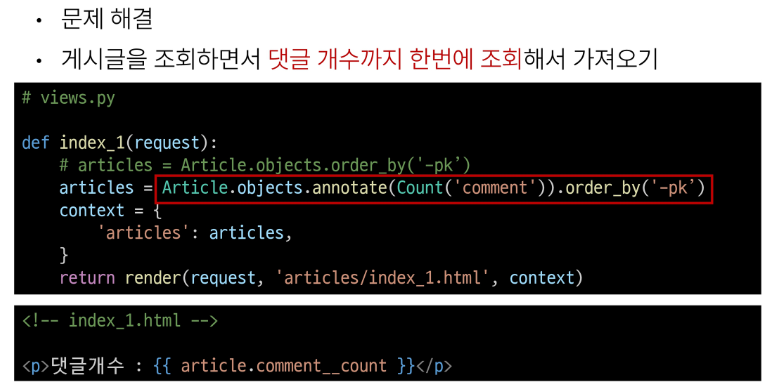 • 문제 해결
• 게시글을 조회하면서 댓글 개수까지 한번에 조회해서 가져오기
# views.py
def index_1(request):
    # articles = Article.objects.order_by('-pk’)
    articles = Article.objects.annotate(Count('comment')).order_by('-pk’)
    context = {
        'articles': articles,
    }
    return render(request, 'articles/index_1.html', context)
<!-- index_1.html -->
<p>댓글개수 : {{ article.comment__count }}</p>